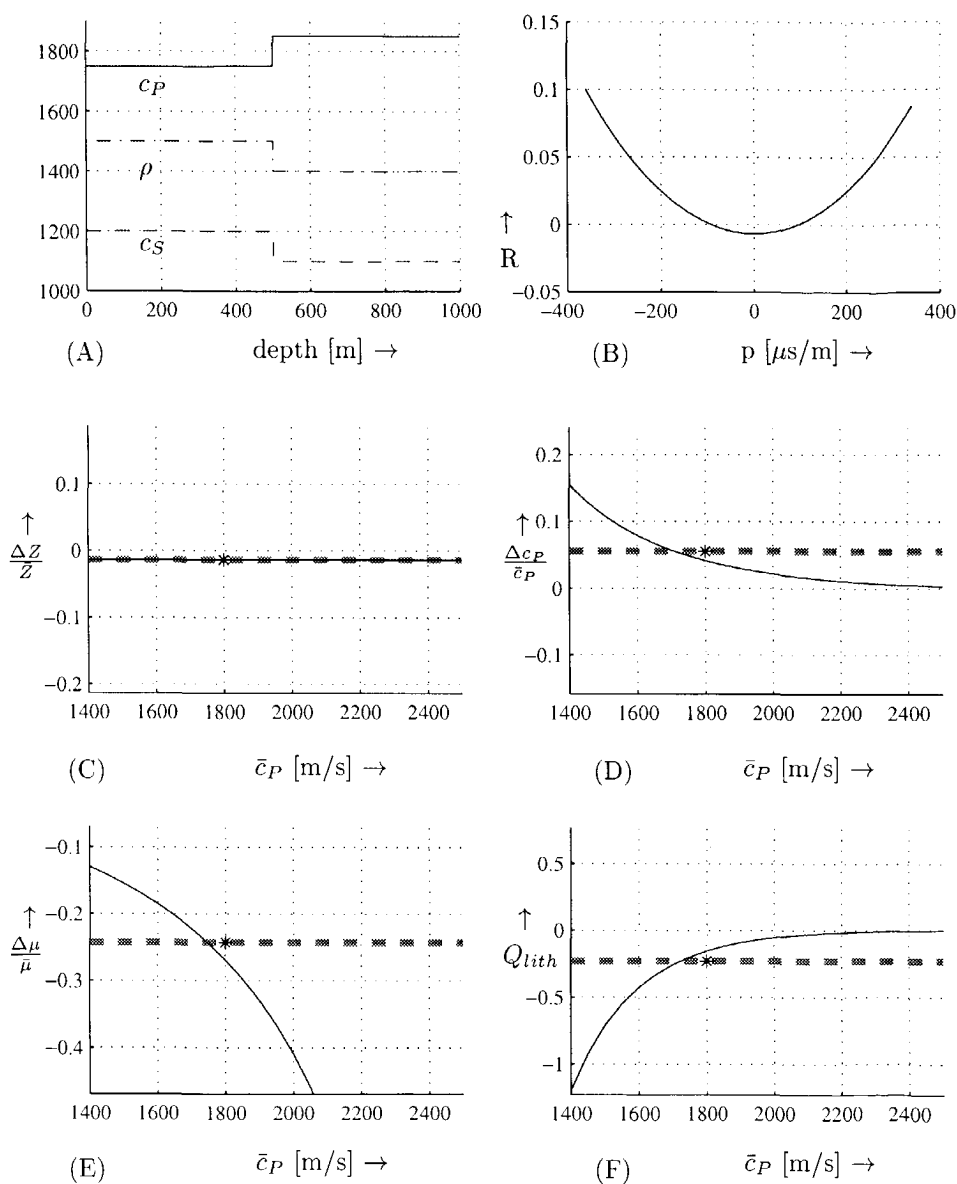 1800
1600
1400
1200
1000
c_P
ρ
c_S
0 200 400 600 800 1000
(A) depth [m] →
0.15
0.1
0.05
0
−0.05
↑
R
−400 −200 0 200 400
(B) p [μs/m] →
0.1
0
−0.1
−0.2
↑
ΔZ
Z̄
1400 1600 1800 2000 2200 2400
(C) c̄_P [m/s] →
0.2
0.1
0
−0.1
↑
Δc_P
c̄_P
1400 1600 1800 2000 2200 2400
(D) c̄_P [m/s] →
−0.1
−0.2
−0.3
−0.4
↑
Δμ
μ̄
1400 1600 1800 2000 2200 2400
(E) c̄_P [m/s] →
0.5
0
−0.5
−1
↑
Q_lith
1400 1600 1800 2000 2200 2400
(F) c̄_P [m/s] →